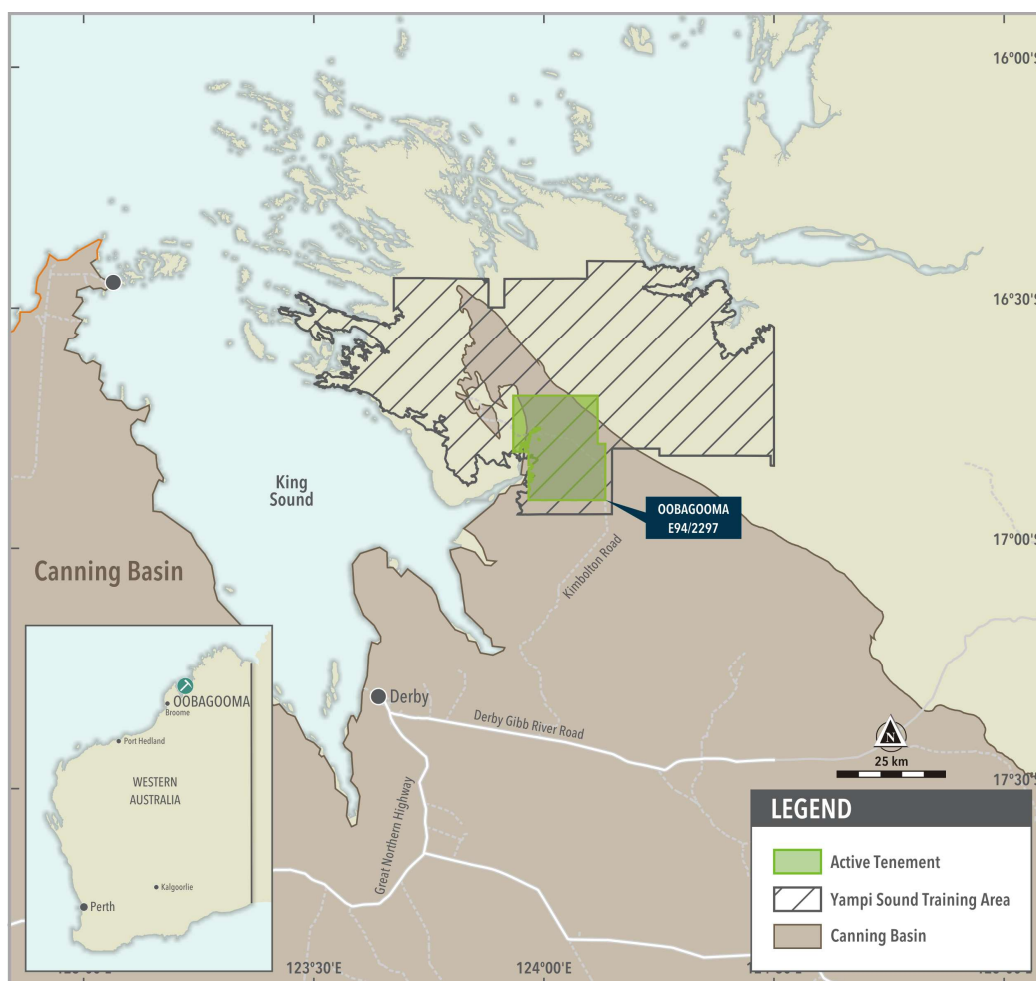 16°00'S
16°30'S
King
Sound
OOBAGOOMA
E94/2297
17°00'S
Kimbolton Road
Canning Basin
OOBAGOOMA
Broome
Port Hedland
WESTERN
AUSTRALIA
Kalgoorlie
Perth
Derby
Derby Gibb River Road
Great Northern Highway
N
25 km
17°30'S
LEGEND
Active Tenement
Yampi Sound Training Area
Canning Basin
123°30'E
124°00'E